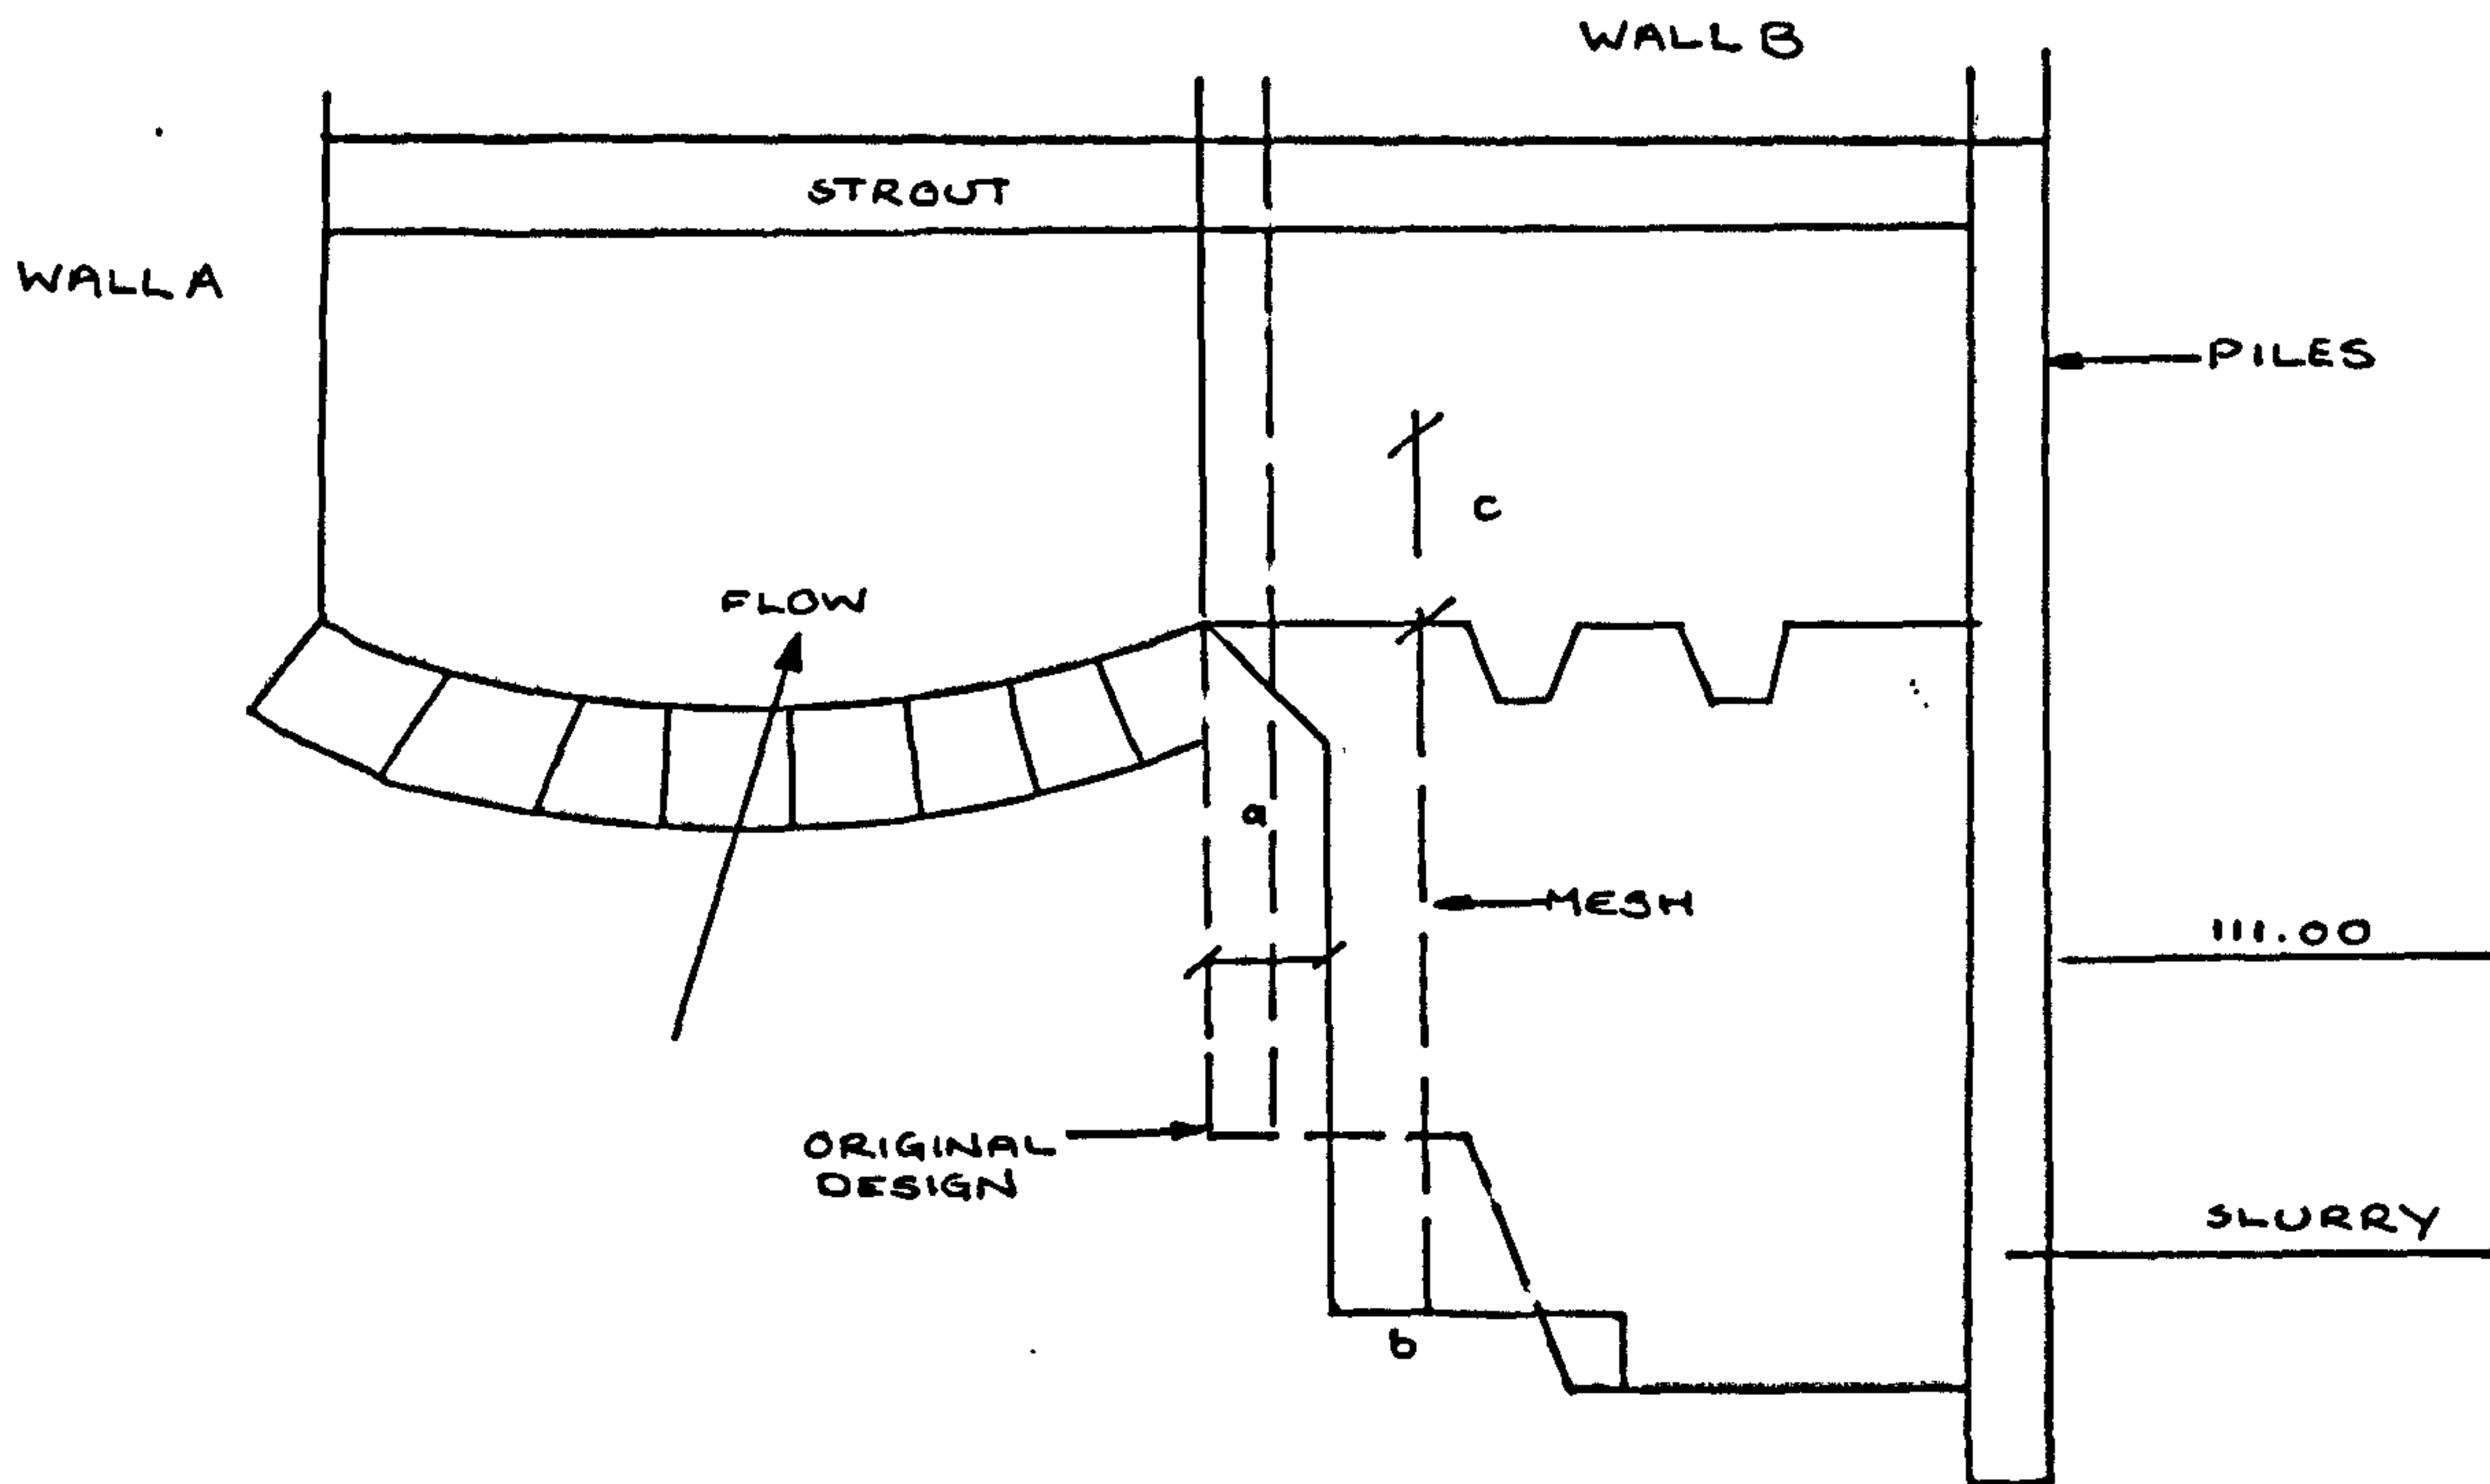 WALL B
STROUT
WALL A
PILES
c
FLOW
a
MESH
111.00
ORIGINAL
DESIGN
SLURRY
b